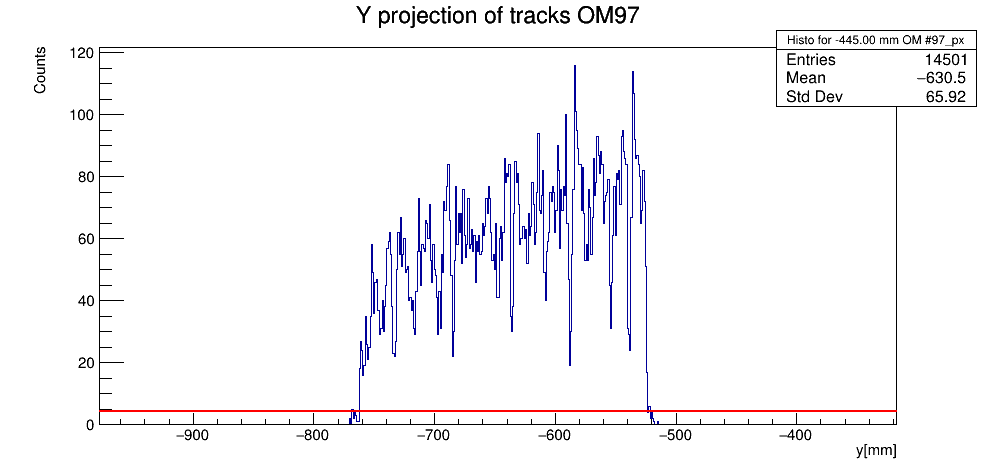 Y projection of tracks OM97
Histo for -445.00 mm OM #97_px
Entries 14501
Mean −630.5
Std Dev 65.92
Counts
120
100
80
60
40
20
0
−900 −800 −700 −600 −500 −400
y[mm]